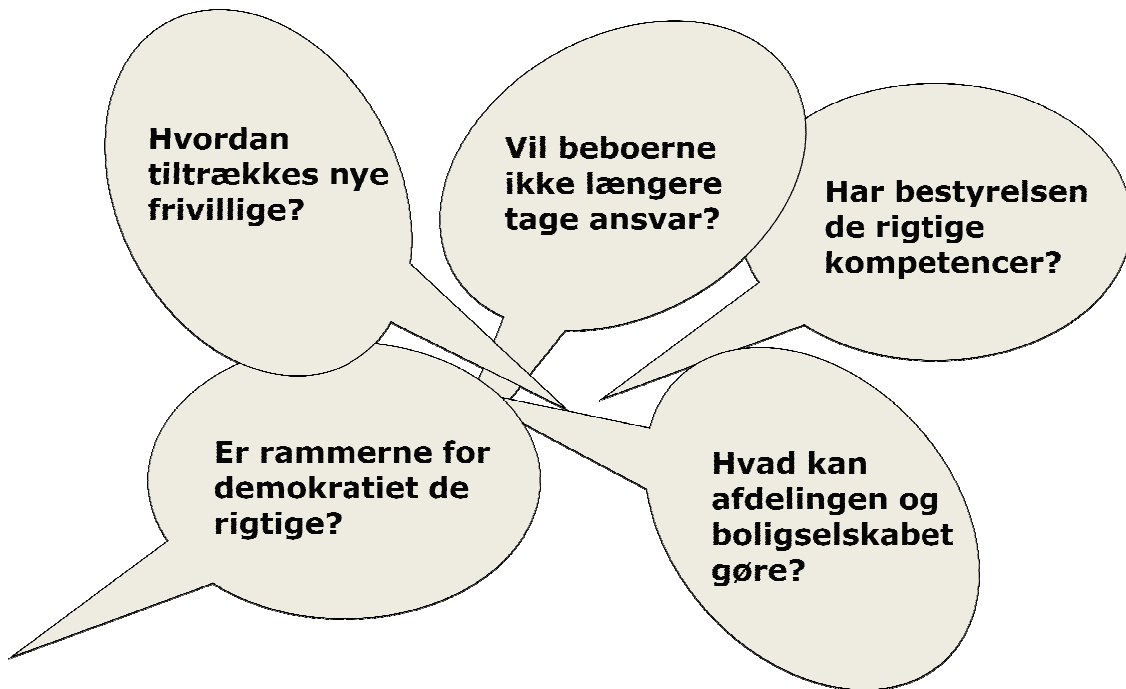 Hvordan
tiltrækkes nye
frivillige?
Vil beboerne
ikke længere
tage ansvar?
Har bestyrelsen
de rigtige
kompetencer?
Er rammerne for
demokratiet de
rigtige?
Hvad kan
afdelingen og
boligselskabet
gøre?